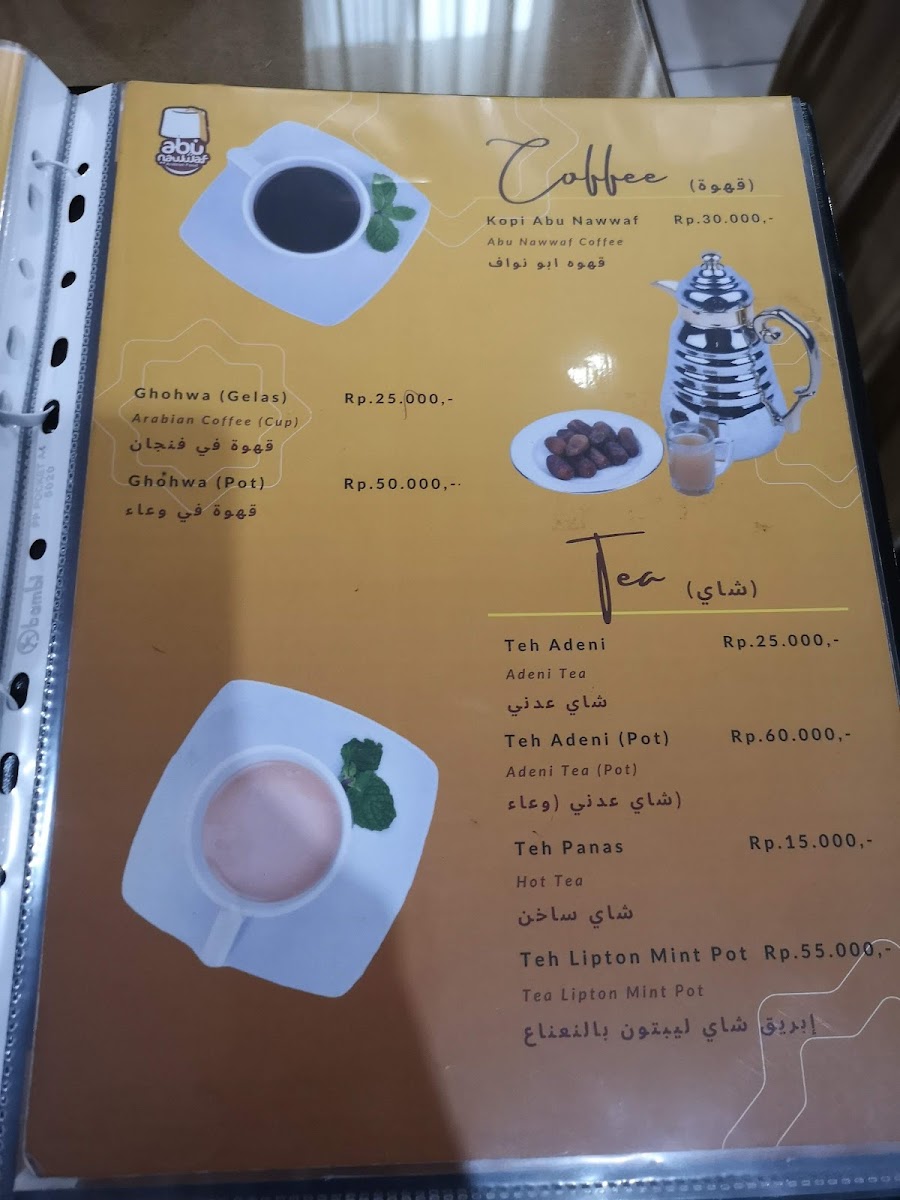 abu
nawwaf
Coffee (قهوة)
Kopi Abu Nawwaf Rp.30.000,-
Abu Nawwaf Coffee
قهوه ابو نواف
Ghohwa (Gelas) Rp.25.000,-
Arabian Coffee (Cup)
قهوة في فنجان
Ghohwa (Pot) Rp.50.000,-
قهوة في وعاء
Tea (شاي)
Teh Adeni Rp.25.000,-
Adeni Tea
شاي عدني
Teh Adeni (Pot) Rp.60.000,-
Adeni Tea (Pot)
(شاي عدني (وعاء
Teh Panas Rp.15.000,-
Hot Tea
شاي ساخن
Teh Lipton Mint Pot Rp.55.000,-
Tea Lipton Mint Pot
إبريق شاي ليبتون بالنعناع
bambi